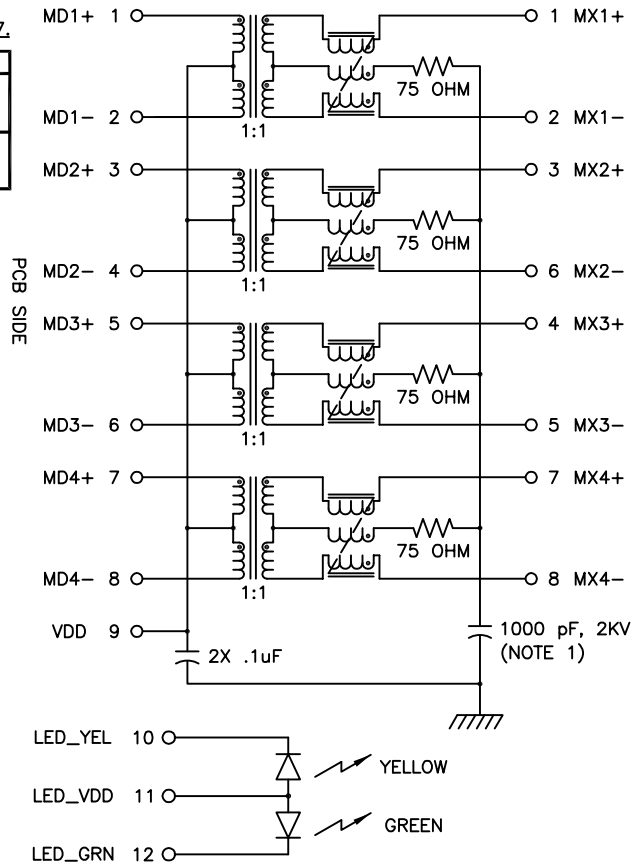 7.
MD1+ 1
1 MX1+
75 OHM
MD1- 2
2 MX1-
1:1
MD2+ 3
3 MX2+
75 OHM
MD2- 4
6 MX2-
1:1
PCB SIDE
MD3+ 5
4 MX3+
75 OHM
MD3- 6
5 MX3-
1:1
MD4+ 7
7 MX4+
75 OHM
MD4- 8
8 MX4-
1:1
VDD 9
1000 pF, 2KV
(NOTE 1)
2X .1uF
LED_YEL 10
YELLOW
LED_VDD 11
GREEN
LED_GRN 12